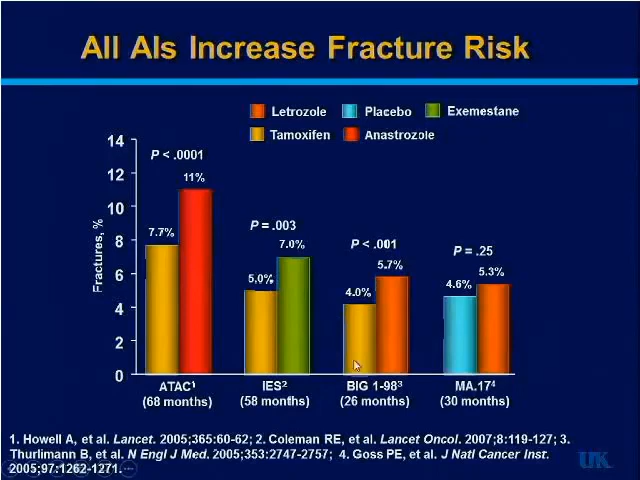 All AIs Increase Fracture Risk
Letrozole Placebo Exemestane
Tamoxifen Anastrozole
14
12
10
8
6
4
2
0
Fractures, %
P < .0001
7.7% 11%
P = .003
5.0% 7.0%
P < .001
4.0% 5.7%
P = .25
4.6% 5.3%
ATAC¹ IES² BIG 1-98³ MA.17⁴
(68 months) (58 months) (26 months) (30 months)
1. Howell A, et al. Lancet. 2005;365:60-62; 2. Coleman RE, et al. Lancet Oncol. 2007;8:119-127; 3.
Thurlimann B, et al. N Engl J Med. 2005;353:2747-2757; 4. Goss PE, et al. J Natl Cancer Inst.
2005;97:1262-1271.
UK